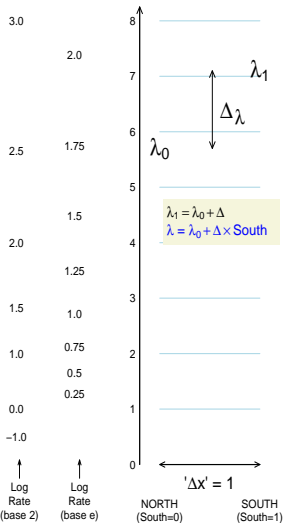 3.0
2.5
2.0
1.5
1.0
0.0
−1.0
Log
Rate
(base 2)
2.0
1.75
1.5
1.25
1.0
0.75
0.5
0.25
Log
Rate
(base e)
8
7
6
5
4
3
2
1
0
λ₁
Δλ
λ₀
λ₁ = λ₀ + Δ
λ = λ₀ + Δ × South
'Δx' = 1
NORTH
(South=0)
SOUTH
(South=1)